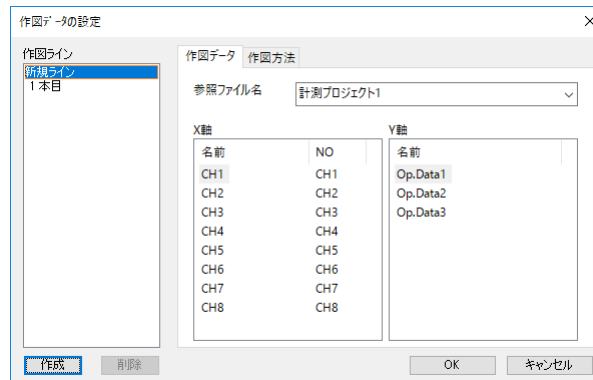 作図データの設定
作図ライン
新規ライン
1本目
作成
削除
作図データ
作図方法
参照ファイル名
計測プロジェクト1
X軸
名前 NO
CH1 CH1
CH2 CH2
CH3 CH3
CH4 CH4
CH5 CH5
CH6 CH6
CH7 CH7
CH8 CH8
Y軸
名前
Op.Data1
Op.Data2
Op.Data3
OK
キャンセル